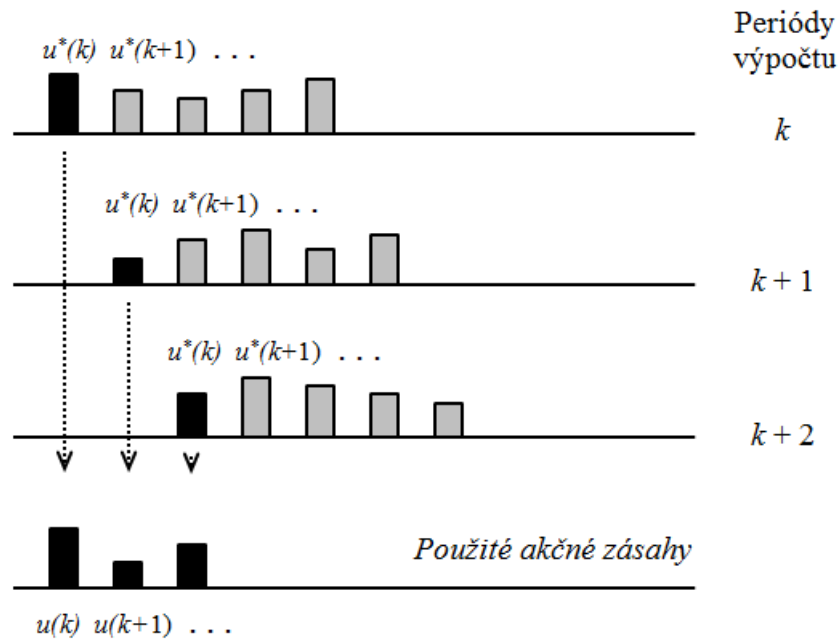 Periódy
výpočtu
u*(k) u*(k+1) . . .
k
u*(k) u*(k+1) . . .
k + 1
u*(k) u*(k+1) . . .
k + 2
Použité akčné zásahy
u(k) u(k+1) . . .